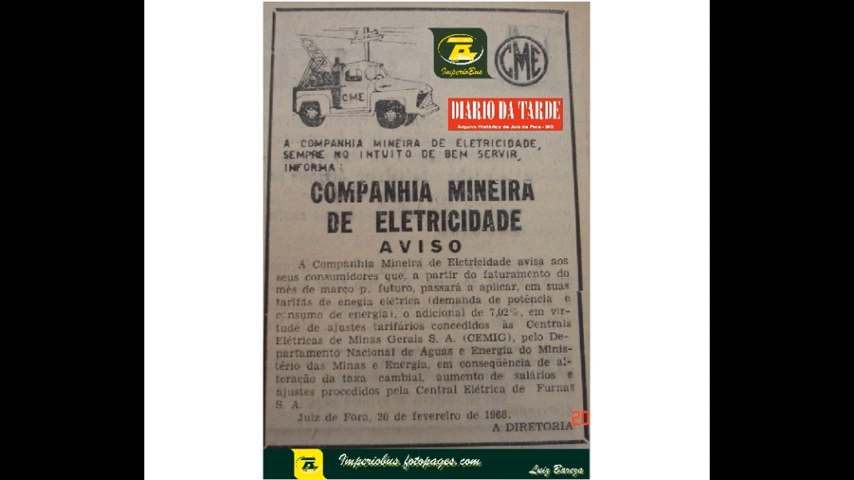 CME
ImperioBus
CME
DIARIO DA TARDE
Arquivo Histórico de Juiz de Fora - MG
A COMPANHIA MINEIRA DE ELETRICIDADE,
SEMPRE NO INTUITO DE BEM SERVIR,
INFORMA:
COMPANHIA MINEIRA
DE ELETRICIDADE
AVISO
A Companhia Mineira de Eletricidade avisa aos
seus consumidores que, a partir do faturamento do
mês de março p. futuro, passará a aplicar, em suas
tarifas de enegia elétrica (demanda de potência e
consumo de energia), o adicional de 7,02%, em vir-
tude de ajustes tarifários concedidos às Centrais
Elétricas de Minas Gerais S. A. (CEMIG), pelo De-
partamento Nacional de Águas e Energia do Minis-
tério das Minas e Energia, em conseqüência de al-
teração da taxa cambial, aumento de salários e
ajustes procedidos pela Central Elétrica de Furnas
S. A.
Juiz de Fora, 20 de fevereiro de 1968.
A DIRETORIA
20
Imperiobus.fotopages.com
Luiz Bareza